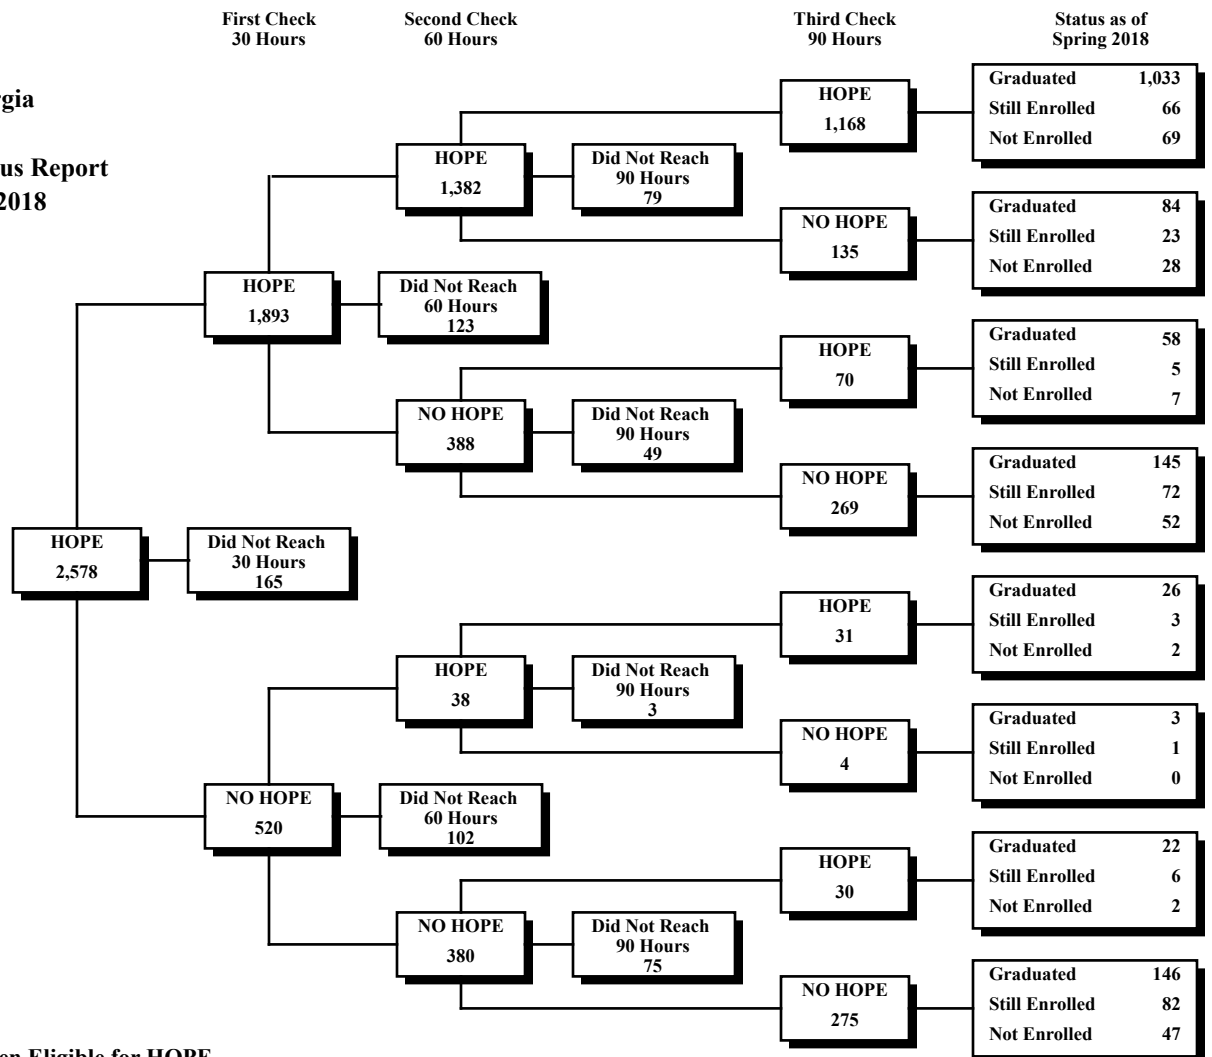 First Check
30 Hours
Second Check
60 Hours
Third Check
90 Hours
Status as of
Spring 2018
rgia
us Report
2018
HOPE
2,578
Did Not Reach
30 Hours
165
HOPE
1,893
Did Not Reach
60 Hours
123
NO HOPE
520
Did Not Reach
60 Hours
102
HOPE
1,382
Did Not Reach
90 Hours
79
NO HOPE
388
Did Not Reach
90 Hours
49
HOPE
38
Did Not Reach
90 Hours
3
NO HOPE
380
Did Not Reach
90 Hours
75
HOPE
1,168
Graduated 1,033
Still Enrolled 66
Not Enrolled 69
NO HOPE
135
Graduated 84
Still Enrolled 23
Not Enrolled 28
HOPE
70
Graduated 58
Still Enrolled 5
Not Enrolled 7
NO HOPE
269
Graduated 145
Still Enrolled 72
Not Enrolled 52
HOPE
31
Graduated 26
Still Enrolled 3
Not Enrolled 2
NO HOPE
4
Graduated 3
Still Enrolled 1
Not Enrolled 0
HOPE
30
Graduated 22
Still Enrolled 6
Not Enrolled 2
NO HOPE
275
Graduated 146
Still Enrolled 82
Not Enrolled 47
en Eligible for HOPE